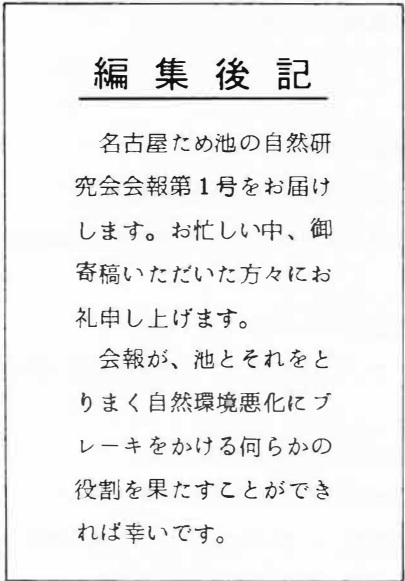 編集後記
名古屋ため池の自然研
究会会報第1号をお届け
します。お忙しい中、御
寄稿いただいた方々にお
礼申し上げます。
会報が、池とそれをと
りまく自然環境悪化にブ
レーキをかける何らかの
役割を果たすことができ
れば幸いです。